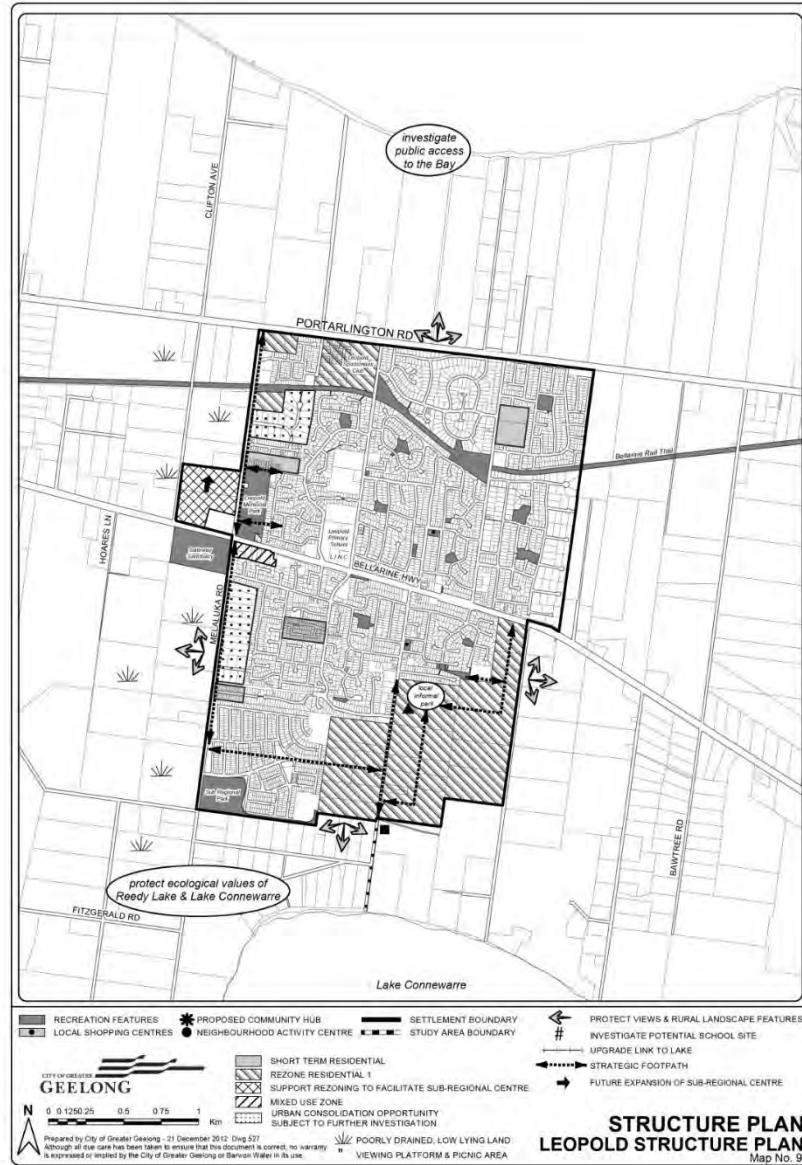 investigate
public access
to the Bay
CLIFTON AVE
PORTARLINGTON RD
Leopold
Sportsmans
Club
Bellarine Rail Trail
Leopold
Memorial
Park
Leopold
Primary
School
L.I.N.C
HOARES LN
Gateway
Sanctuary
BELLARINE HWY
MELALUKA RD
local
informal
park
Sub Regional
Park
BAWTREE RD
protect ecological values of
Reedy Lake & Lake Connewarre
FITZGERALD RD
Lake Connewarre
RECREATION FEATURES
LOCAL SHOPPING CENTRES
PROPOSED COMMUNITY HUB
NEIGHBOURHOOD ACTIVITY CENTRE
SETTLEMENT BOUNDARY
STUDY AREA BOUNDARY
PROTECT VIEWS & RURAL LANDSCAPE FEATURES
# INVESTIGATE POTENTIAL SCHOOL SITE
UPGRADE LINK TO LAKE
STRATEGIC FOOTPATH
FUTURE EXPANSION OF SUB-REGIONAL CENTRE
SHORT TERM RESIDENTIAL
REZONE RESIDENTIAL 1
SUPPORT REZONING TO FACILITATE SUB-REGIONAL CENTRE
MIXED USE ZONE
URBAN CONSOLIDATION OPPORTUNITY
SUBJECT TO FURTHER INVESTIGATION
POORLY DRAINED, LOW LYING LAND
" VIEWING PLATFORM & PICNIC AREA
CITY OF GREATER
GEELONG
N
0 0.125 0.25 0.5 0.75 1
Km
Prepared by City of Greater Geelong - 21 December 2012 Dwg 527
Although all due care has been taken to ensure that this document is correct, no warranty
is expressed or implied by the City of Greater Geelong or Barwon Water in its use.
STRUCTURE PLAN
LEOPOLD STRUCTURE PLAN
Map No. 9